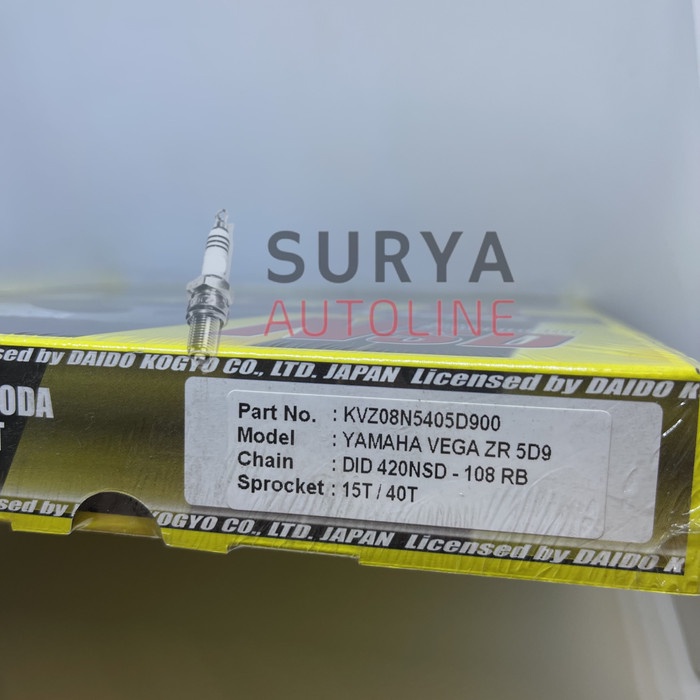 SURYA
AUTOLINE
sed by DAIDO KOGYO CO., LTD. JAPAN Licensed by DAIDO K
ODA
T
Part No. : KVZ08N5405D900
Model : YAMAHA VEGA ZR 5D9
Chain : DID 420NSD - 108 RB
Sprocket : 15T / 40T
sed by KOGYO CO., LTD. JAPAN Licensed by DAIDO K